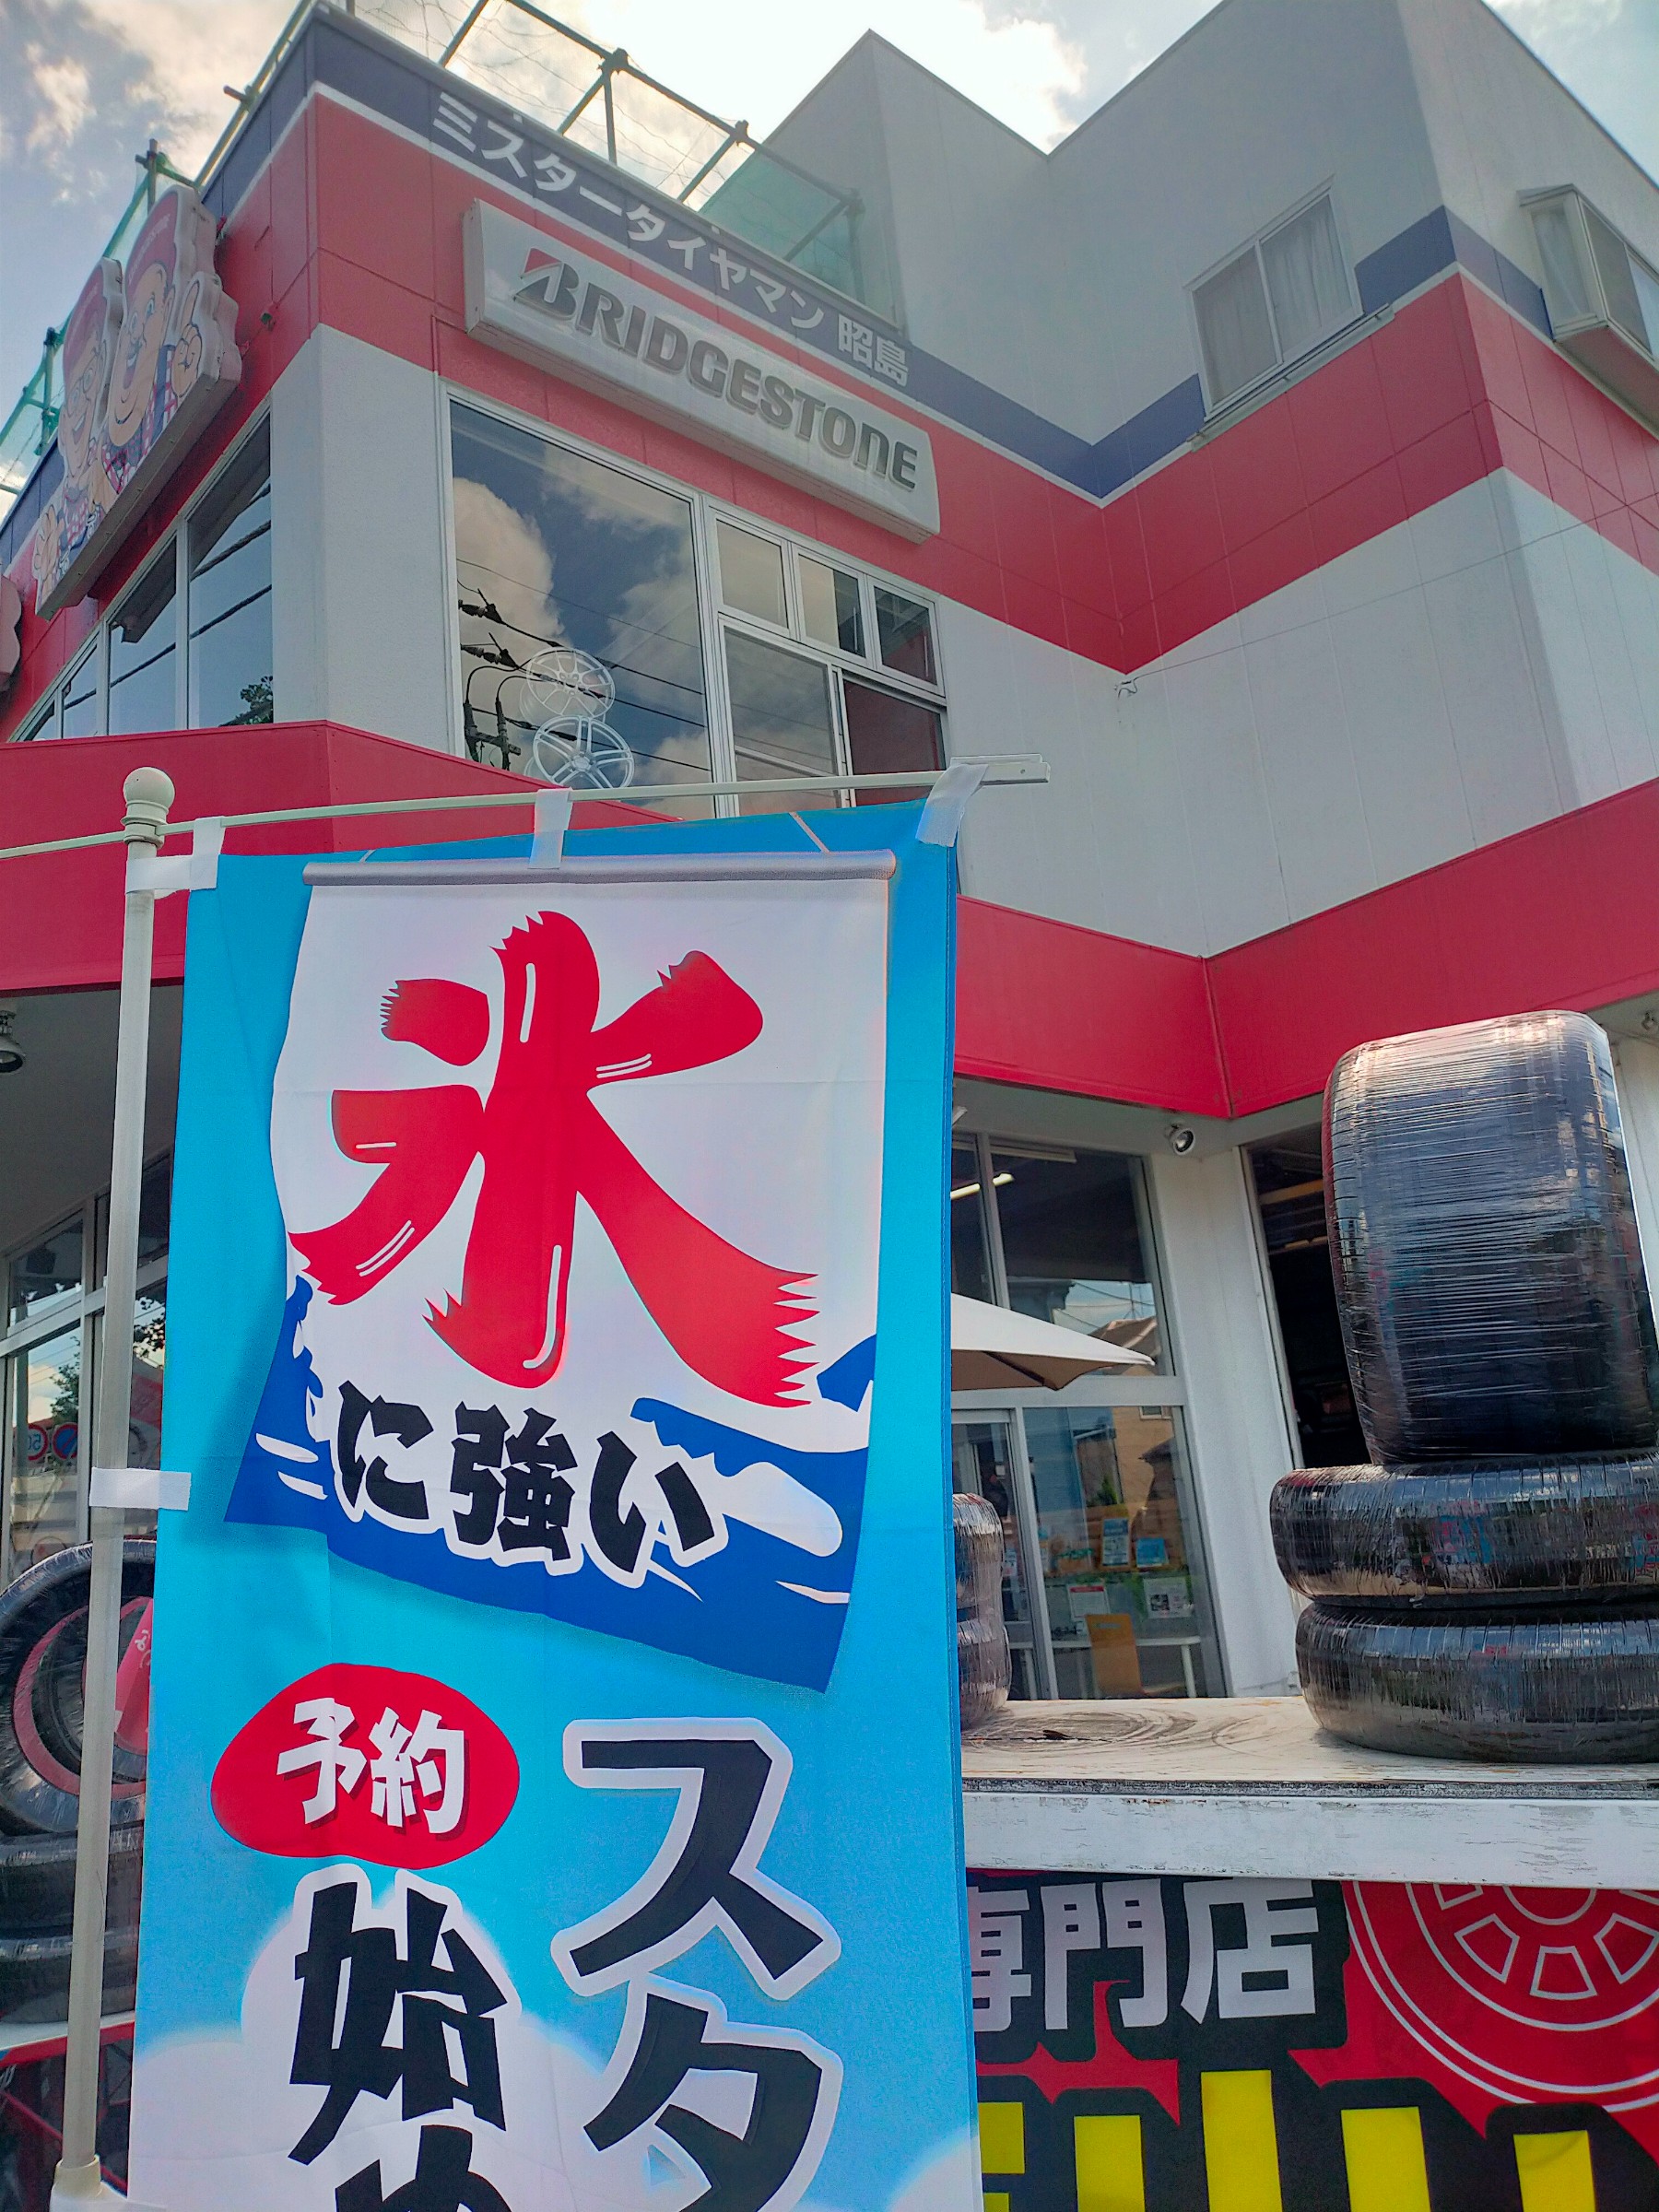 ミスタータイヤマン 昭島
BRIDGESTONE
氷
に強い
予約
スタ
始め
専門店